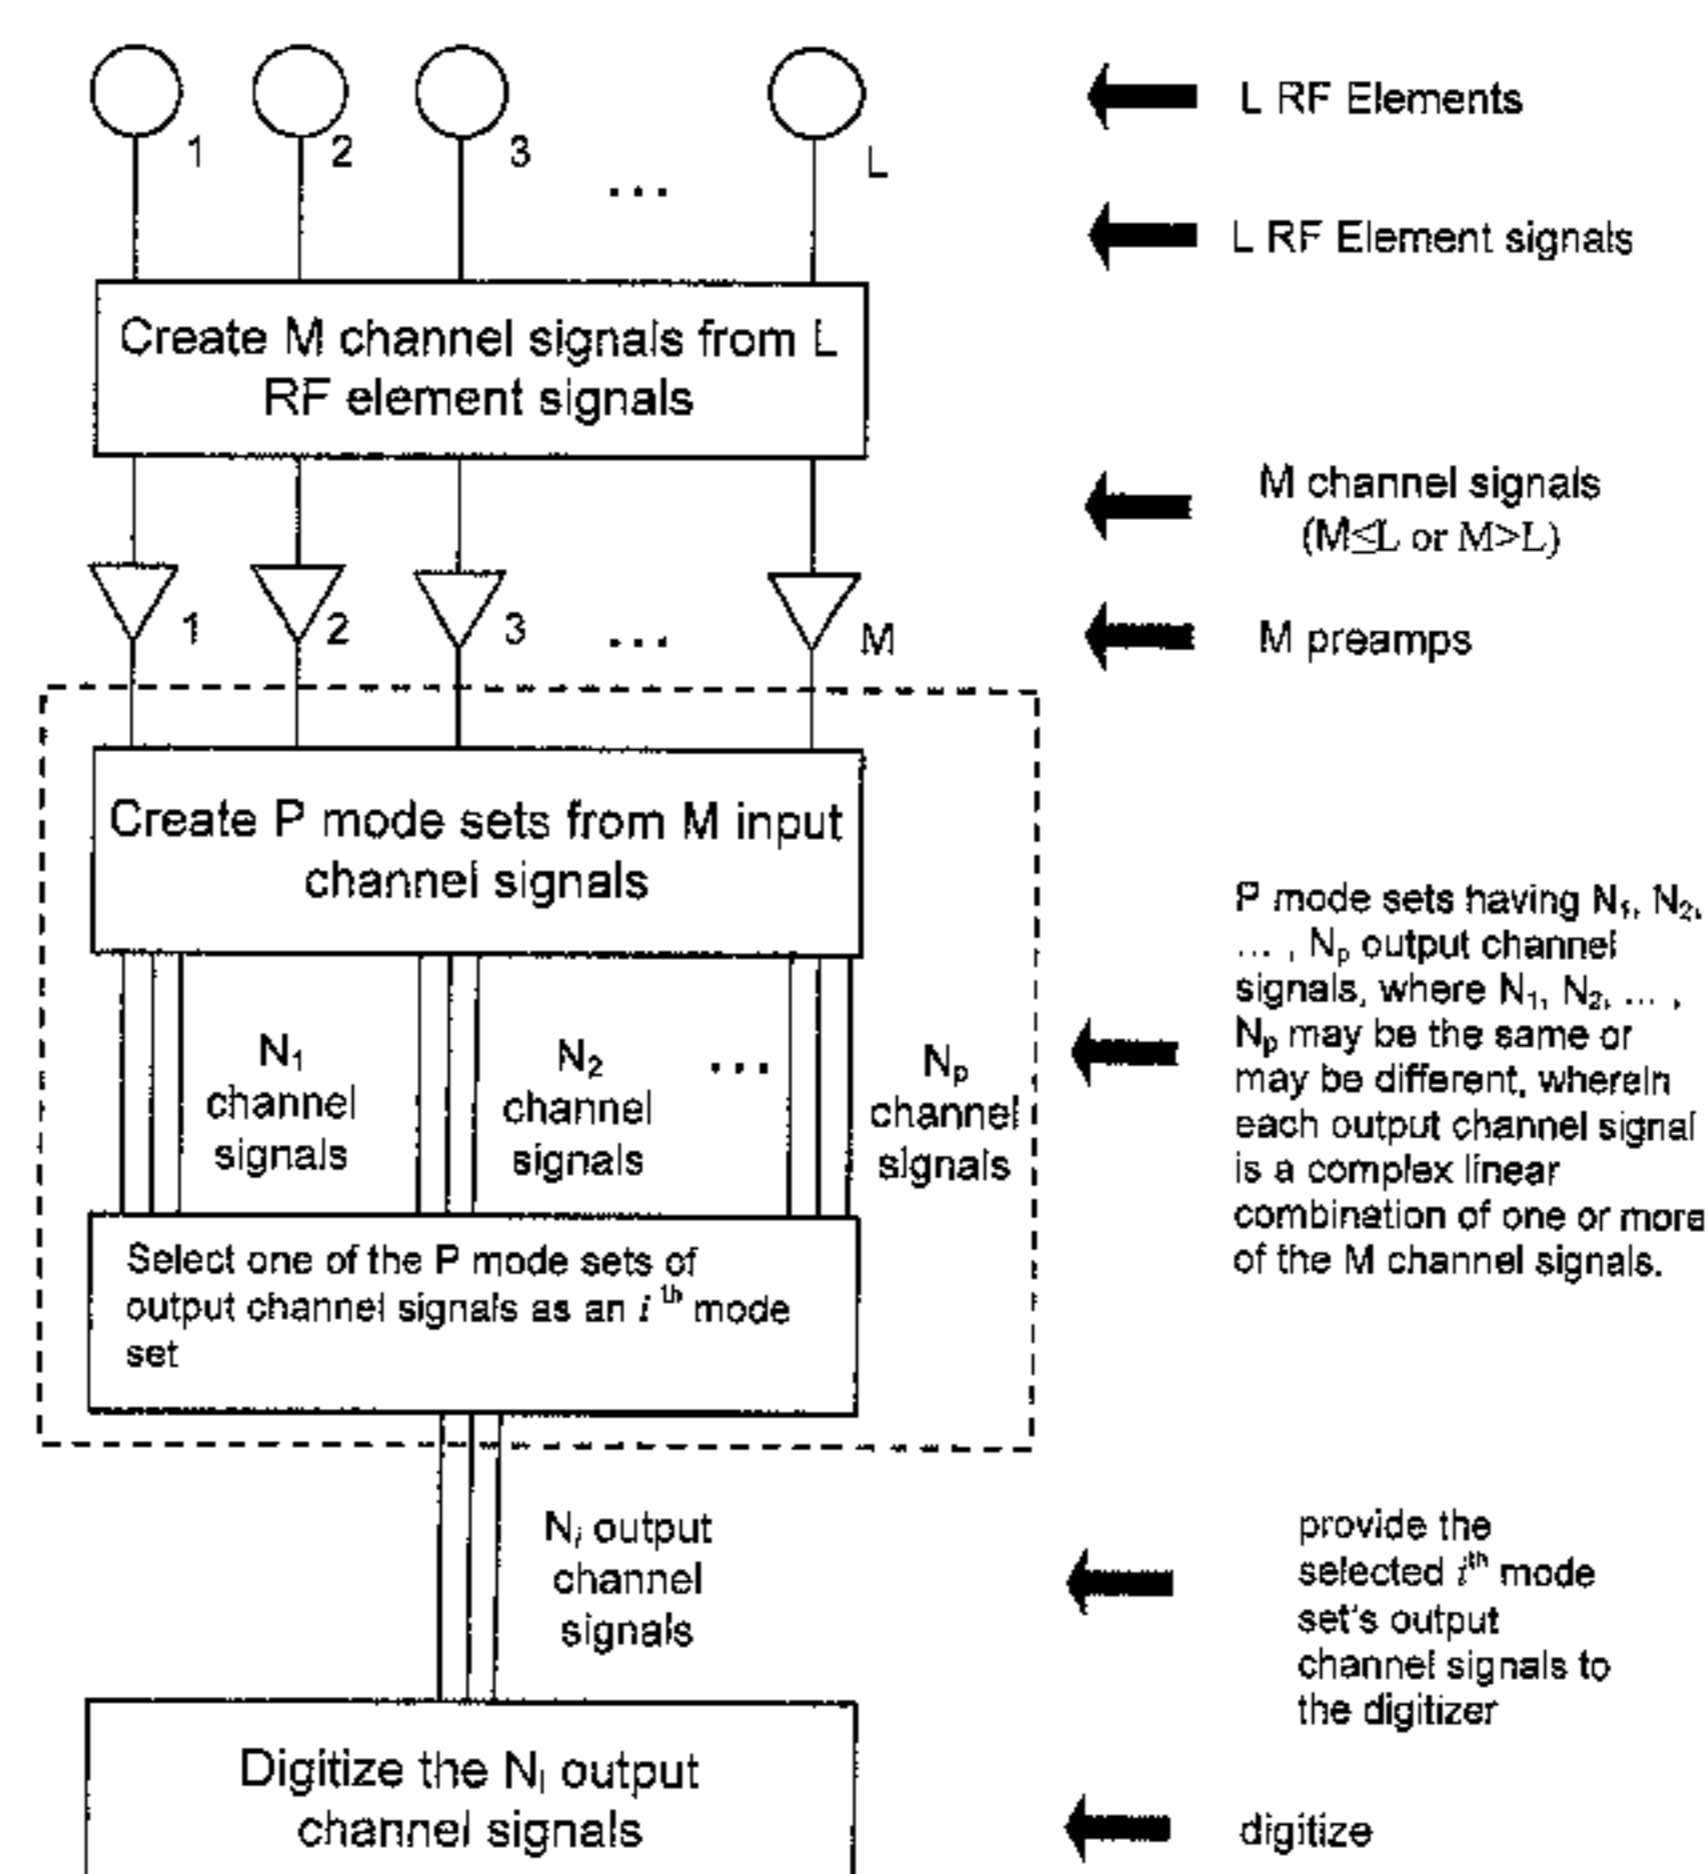 L RF Elements
1 2 3 ... L
L RF Element signals
Create M channel signals from L
RF element signals
M channel signals
(M≤L or M>L)
1 2 3 ... M
M preamps
Create P mode sets from M input
channel signals
N₁
channel
signals
N₂
channel
signals
...
Nₚ
channel
signals
P mode sets having N₁, N₂,
... , Nₚ output channel
signals, where N₁, N₂, ... ,
Nₚ may be the same or
may be different, wherein
each output channel signal
is a complex linear
combination of one or more
of the M channel signals.
Select one of the P mode sets of
output channel signals as an i th mode
set
Nᵢ output
channel
signals
provide the
selected ith mode
set's output
channel signals to
the digitizer
Digitize the Nᵢ output
channel signals
digitize